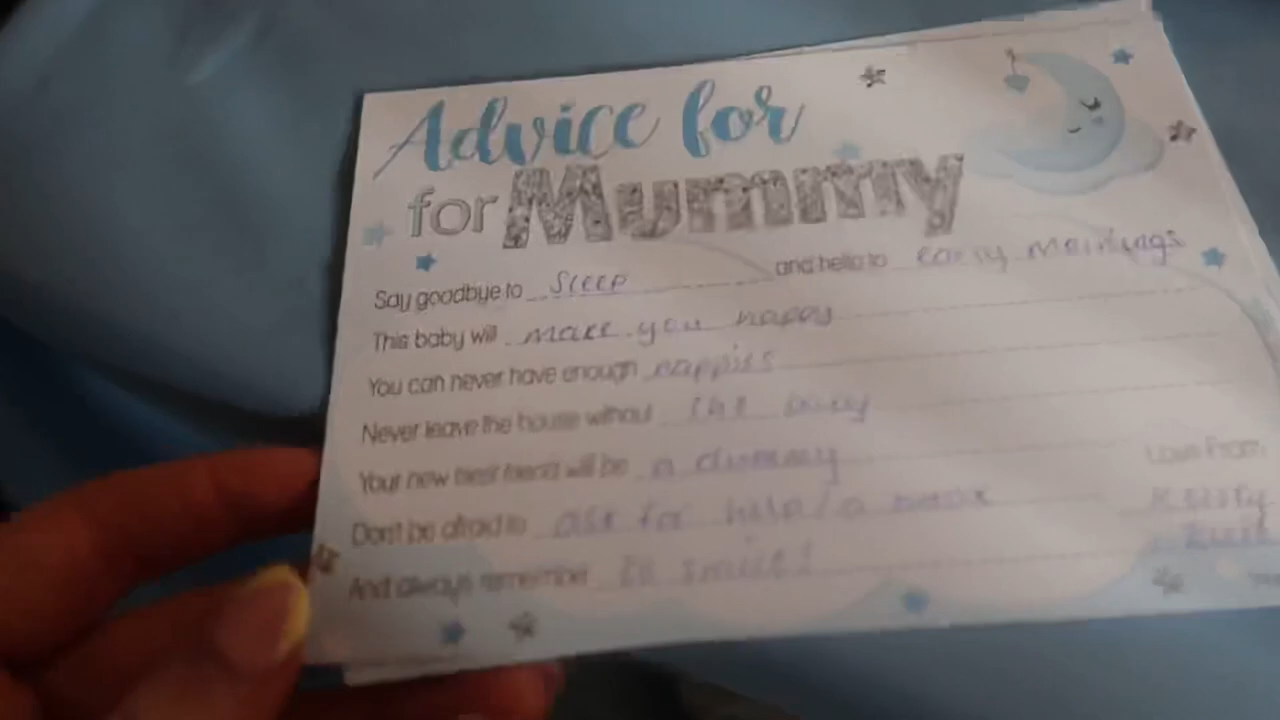 Advice for
for Mummy
Say goodbye to sleep and hello to early mornings
This baby will make you happy
You can never have enough nappies
Never leave the house without the
Your new best friend will be a dummy
Don't be afraid to ask for help / a break
And always remember to smile!
Love From